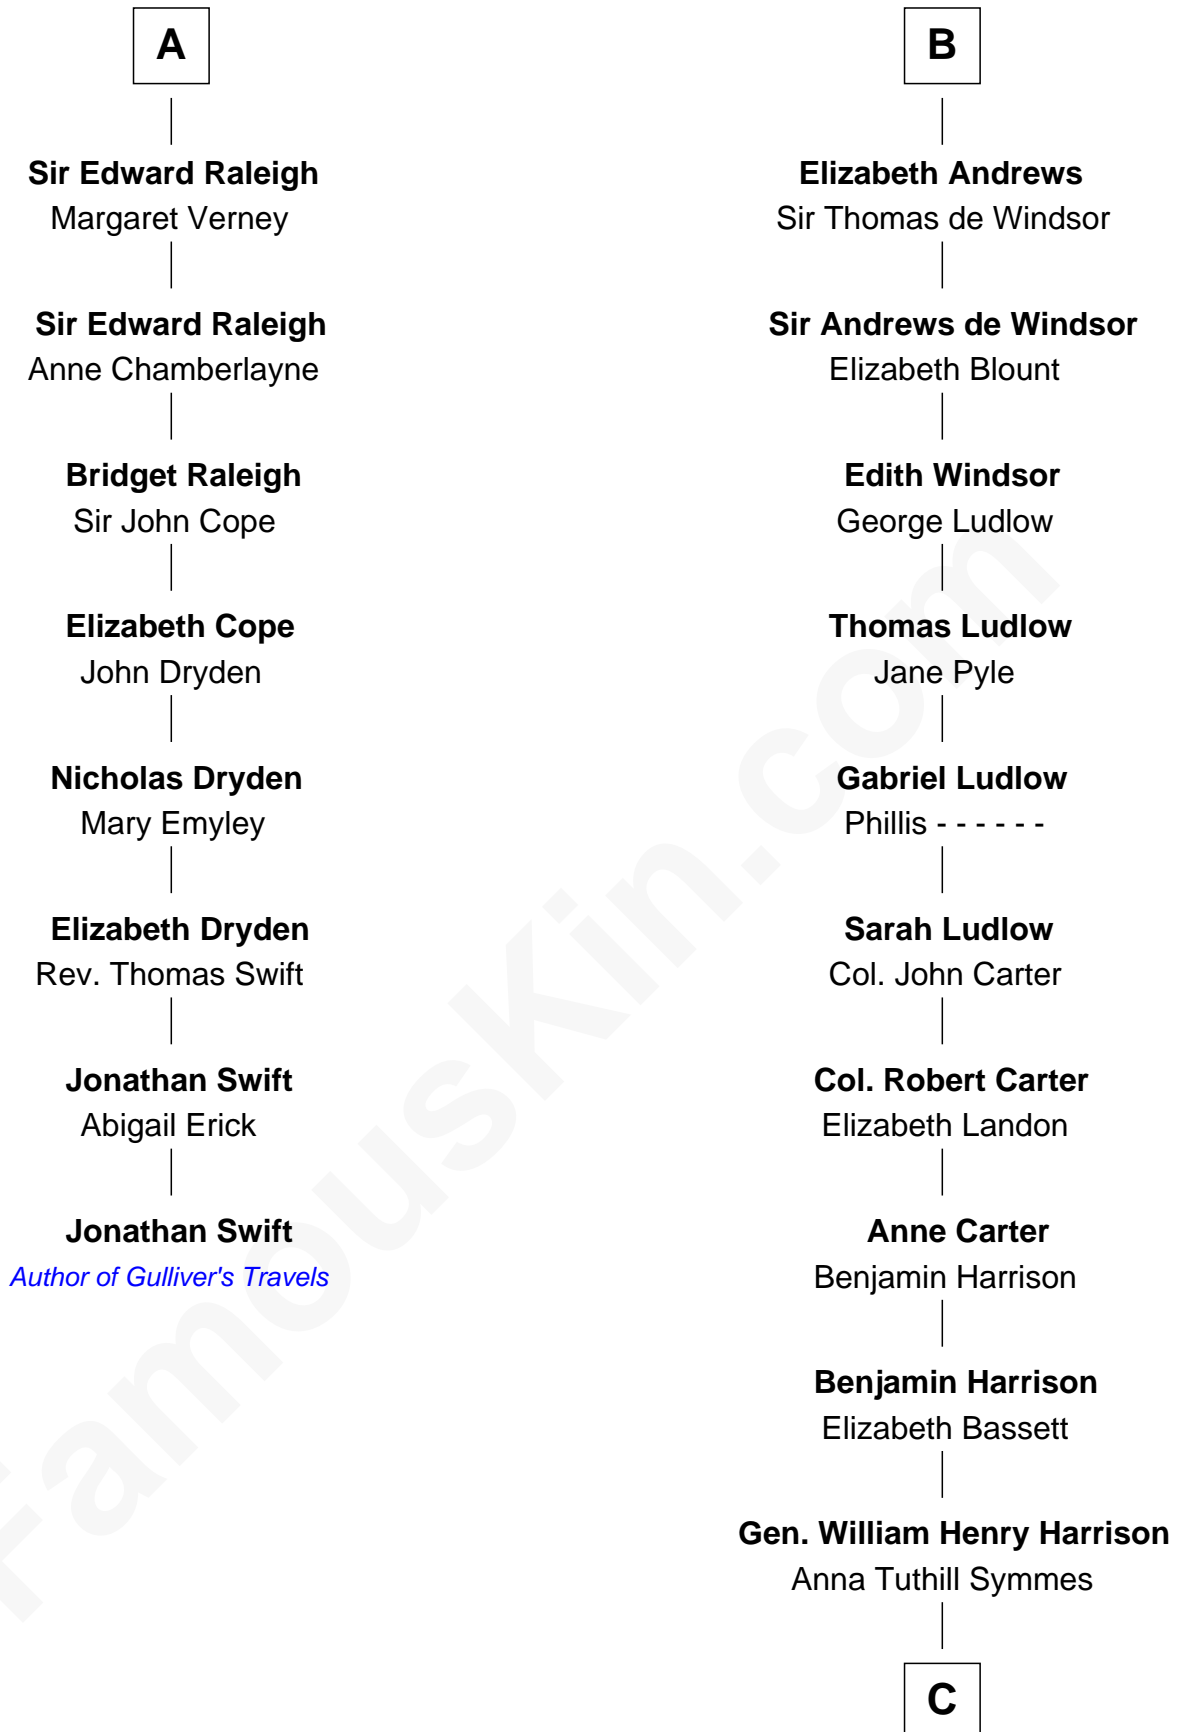 A
Sir Edward Raleigh
Margaret Verney
Sir Edward Raleigh
Anne Chamberlayne
Bridget Raleigh
Sir John Cope
Elizabeth Cope
John Dryden
Nicholas Dryden
Mary Emyley
Elizabeth Dryden
Rev. Thomas Swift
Jonathan Swift
Abigail Erick
Jonathan Swift
Author of Gulliver's Travels
B
Elizabeth Andrews
Sir Thomas de Windsor
Sir Andrews de Windsor
Elizabeth Blount
Edith Windsor
George Ludlow
Thomas Ludlow
Jane Pyle
Gabriel Ludlow
Phillis - - - - - -
Sarah Ludlow
Col. John Carter
Col. Robert Carter
Elizabeth Landon
Anne Carter
Benjamin Harrison
Benjamin Harrison
Elizabeth Bassett
Gen. William Henry Harrison
Anna Tuthill Symmes
C
FamousKin.com